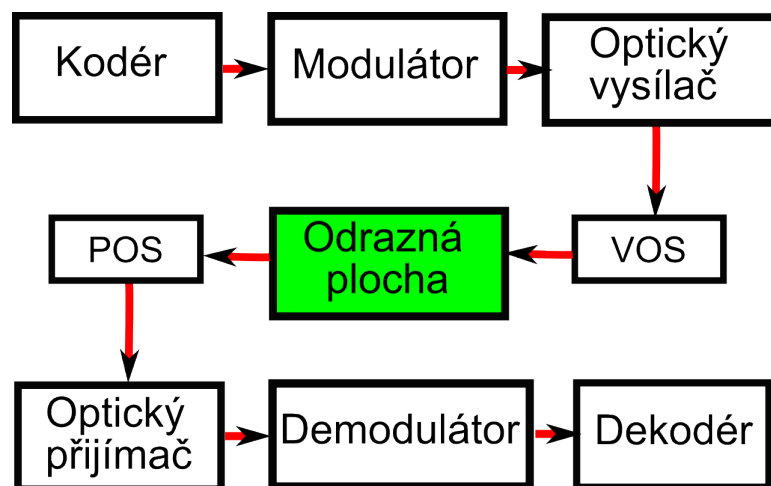 Kodér
Modulátor
Optický
vysílač
POS
Odrazná
plocha
VOS
Optický
přijímač
Demodulátor
Dekodér